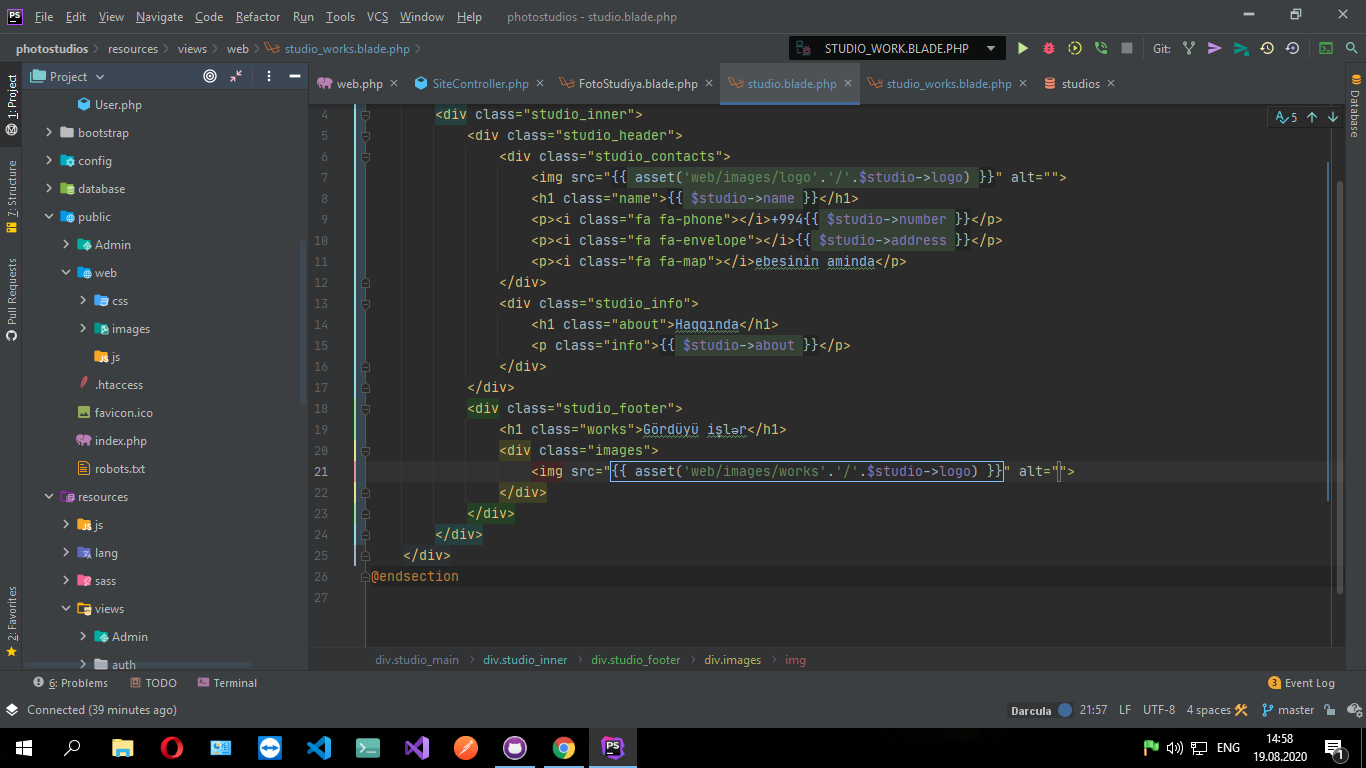 PS File Edit View Navigate Code Refactor Run Tools VCS Window Help photostudios - studio.blade.php
photostudios resources views web studio_works.blade.php STUDIO_WORK.BLADE.PHP Git:
Project web.php SiteController.php FotoStudiya.blade.php studio.blade.php studio_works.blade.php studios
1: Project
7: Structure
Pull Requests
2: Favorites
Database
User.php
bootstrap
config
database
public
Admin
web
css
images
js
.htaccess
favicon.ico
index.php
robots.txt
resources
js
lang
sass
views
Admin
auth
5
4 <div class="studio_inner">
5 <div class="studio_header">
6 <div class="studio_contacts">
7 <img src="{{ asset('web/images/logo'.'/'.$studio->logo) }}" alt="">
8 <h1 class="name">{{ $studio->name }}</h1>
9 <p><i class="fa fa-phone"></i>+994{{ $studio->number }}</p>
10 <p><i class="fa fa-envelope"></i>{{ $studio->address }}</p>
11 <p><i class="fa fa-map"></i>ebesinin aminda</p>
12 </div>
13 <div class="studio_info">
14 <h1 class="about">Haqqında</h1>
15 <p class="info">{{ $studio->about }}</p>
16 </div>
17 </div>
18 <div class="studio_footer">
19 <h1 class="works">Gördüyü işlər</h1>
20 <div class="images">
21 <img src="{{ asset('web/images/works'.'/'.$studio->logo) }}" alt="">
22 </div>
23 </div>
24 </div>
25 </div>
26 @endsection
27
div.studio_main div.studio_inner div.studio_footer div.images img
6: Problems TODO Terminal 3 Event Log
Connected (39 minutes ago) Darcula 21:57 LF UTF-8 4 spaces master
PS ENG 14:58
19.08.2020 1